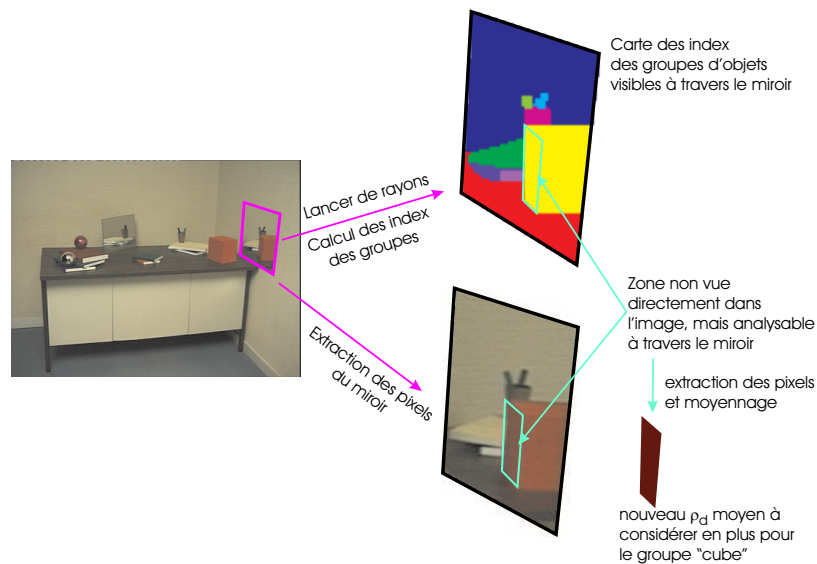 Carte des index
des groupes d'objets
visibles à travers le miroir
Lancer de rayons
Calcul des index
des groupes
Extraction des pixels
du miroir
Zone non vue
directement dans
l'image, mais analysable
à travers le miroir
extraction des pixels
et moyennage
nouveau ρd moyen à
considérer en plus pour
le groupe "cube"